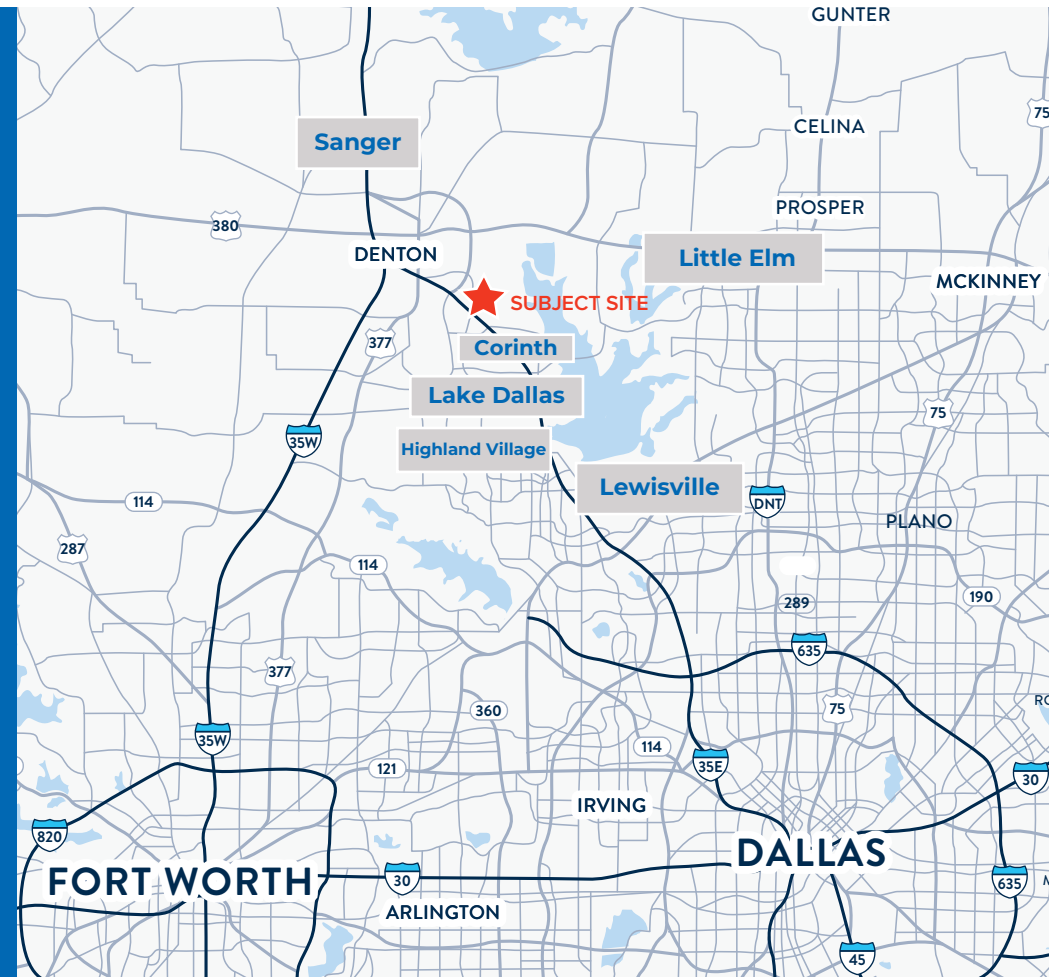 GUNTER
75
CELINA
Sanger
PROSPER
380
DENTON
Little Elm
MCKINNEY
SUBJECT SITE
377
Corinth
Lake Dallas
75
35W
Highland Village
Lewisville
114
DNT
PLANO
287
114
289
190
635
377
RO
360
75
35W
114
121
35E
30
IRVING
820
DALLAS
FORT WORTH
30
635
ARLINGTON
45